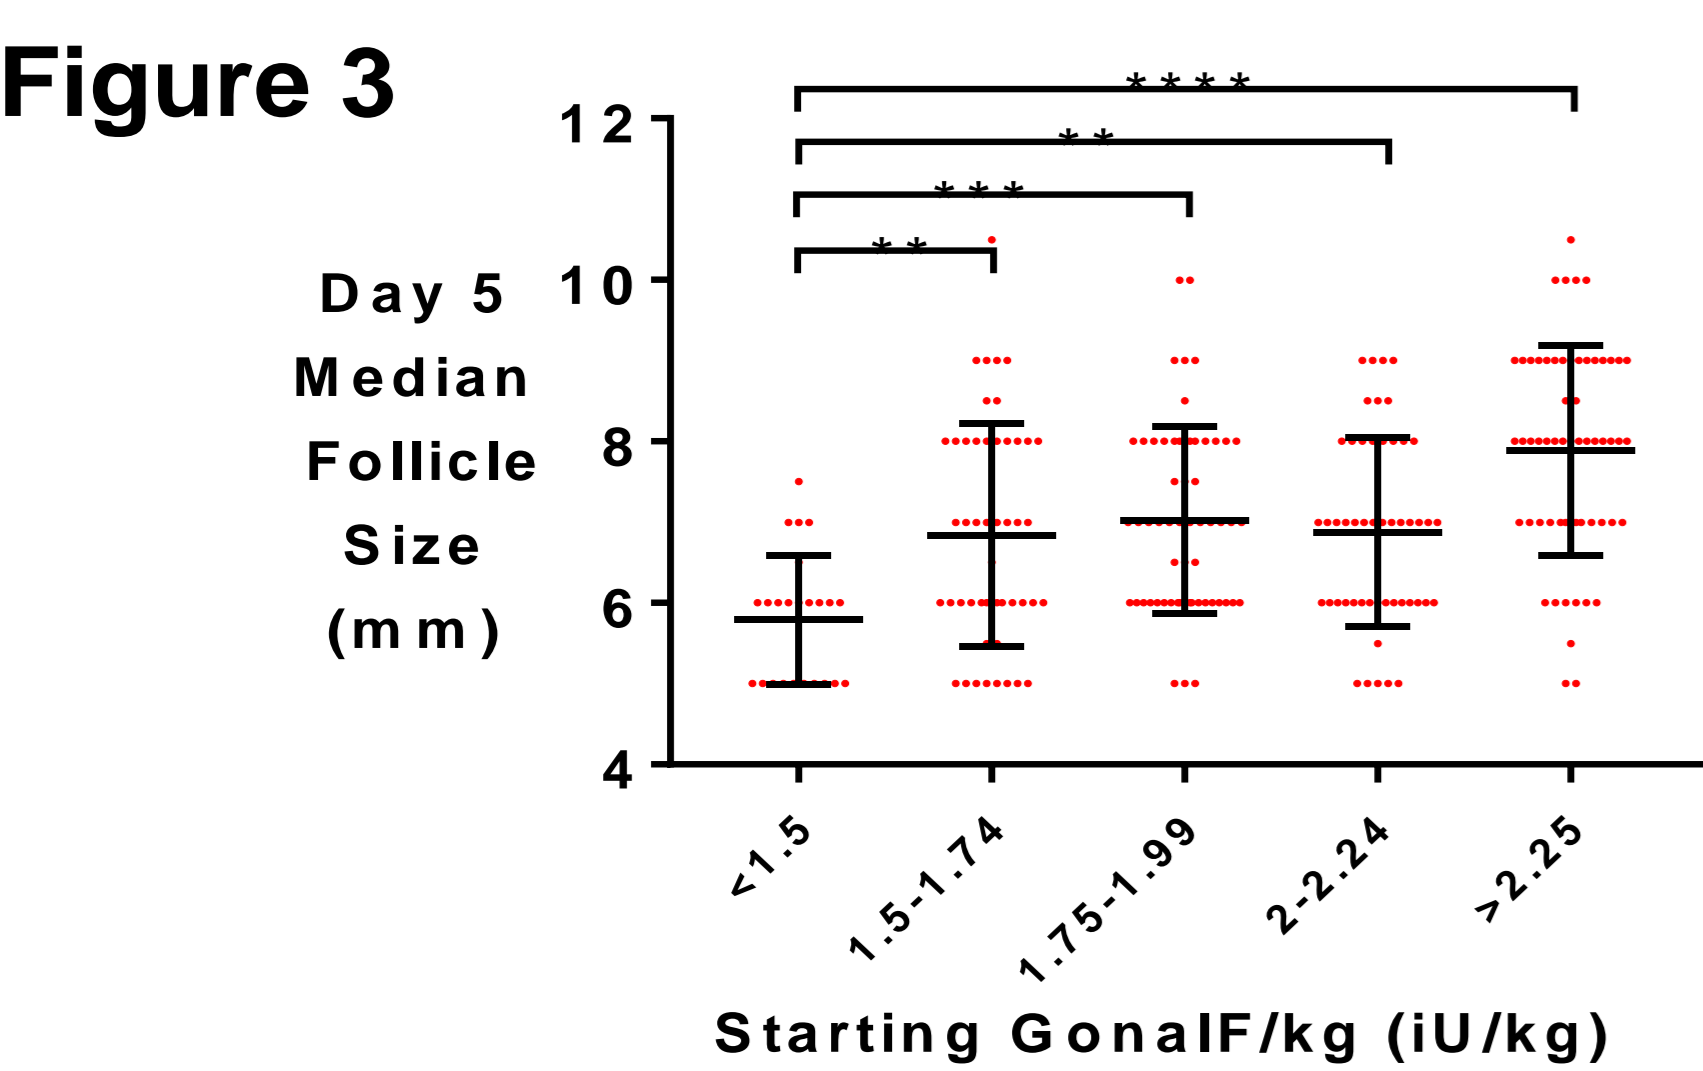 Figure 3
****
**
***
**
12
10
8
6
4
Day 5
Median
Follicle
Size
(mm)
<1.5
1.5-1.74
1.75-1.99
2-2.24
>2.25
Starting GonalF/kg (iU/kg)